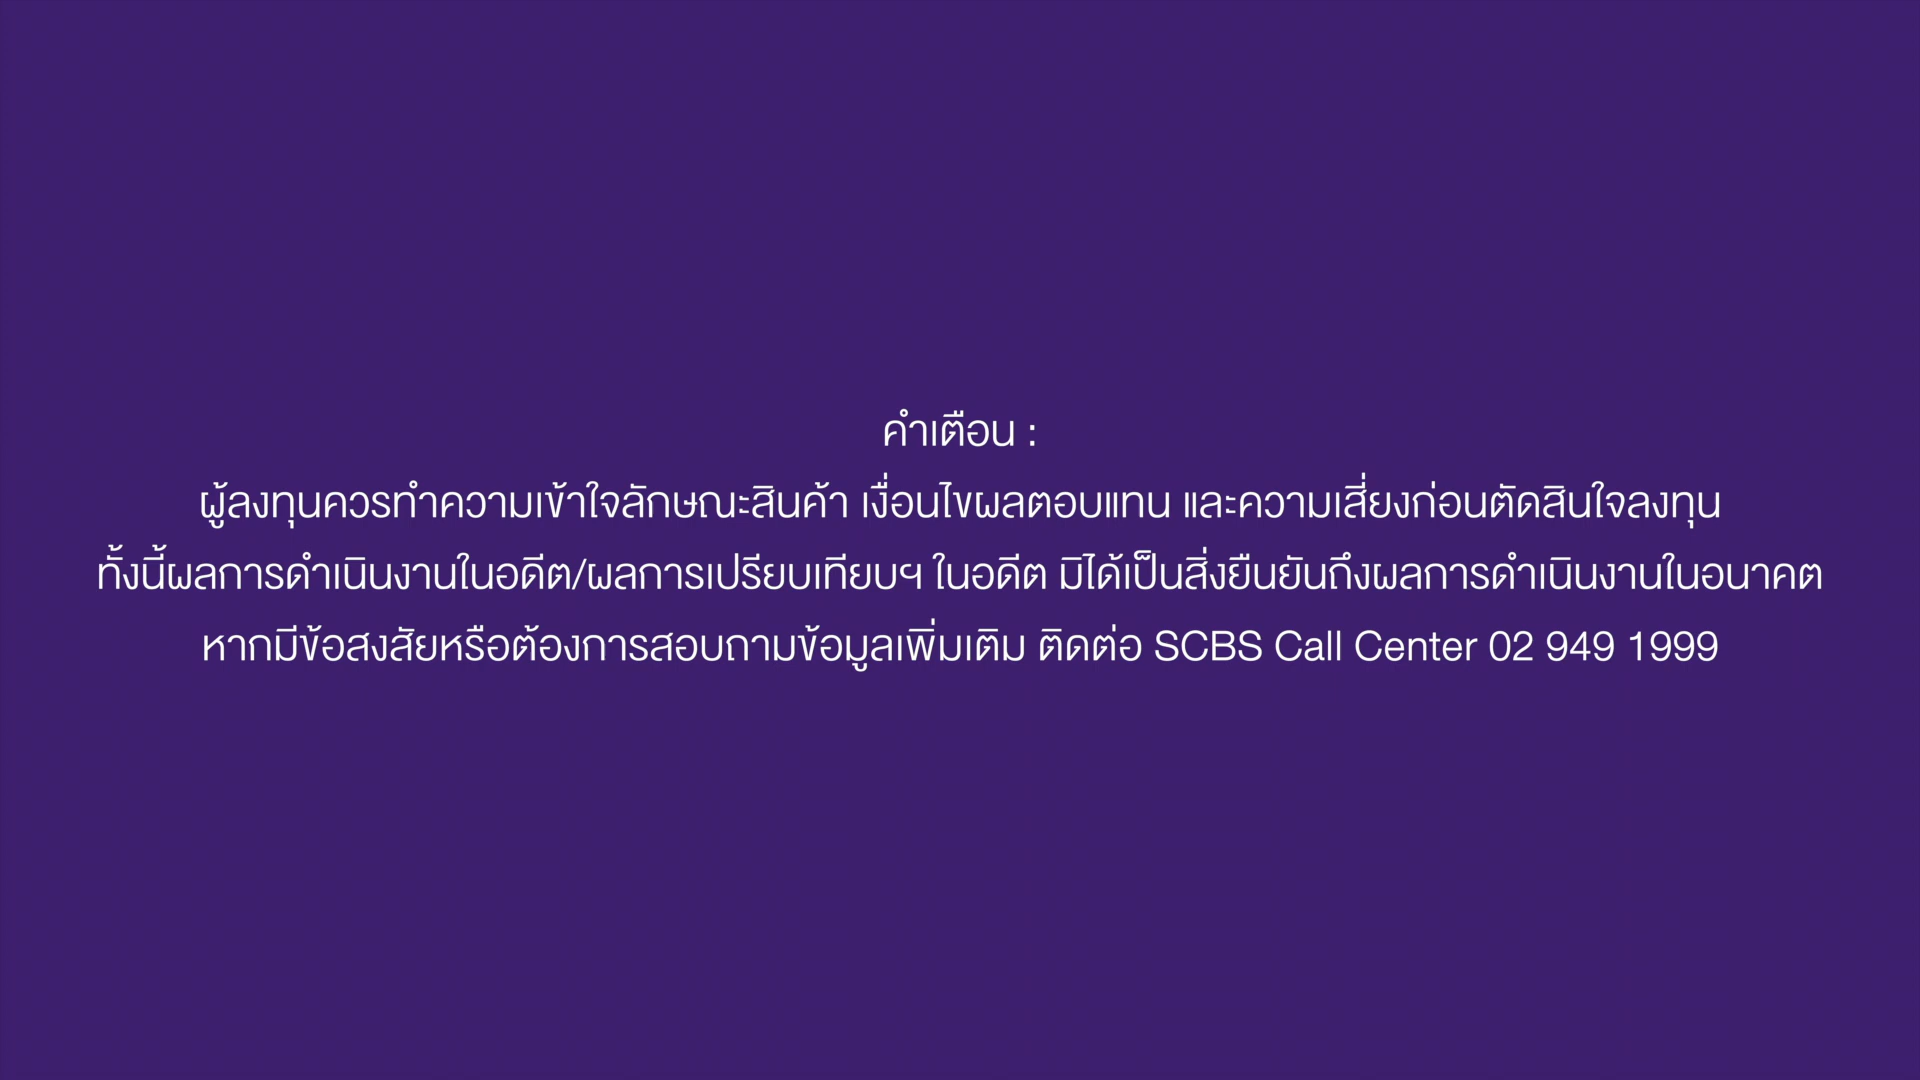 คำเตือน :
ผู้ลงทุนควรทำความเข้าใจลักษณะสินค้า เงื่อนไขผลตอบแทน และความเสี่ยงก่อนตัดสินใจลงทุน
ทั้งนี้ผลการดำเนินงานในอดีต/ผลการเปรียบเทียบฯ ในอดีต มิได้เป็นสิ่งยืนยันถึงผลการดำเนินงานในอนาคต
หากมีข้อสงสัยหรือต้องการสอบถามข้อมูลเพิ่มเติม ติดต่อ SCBS Call Center 02 949 1999